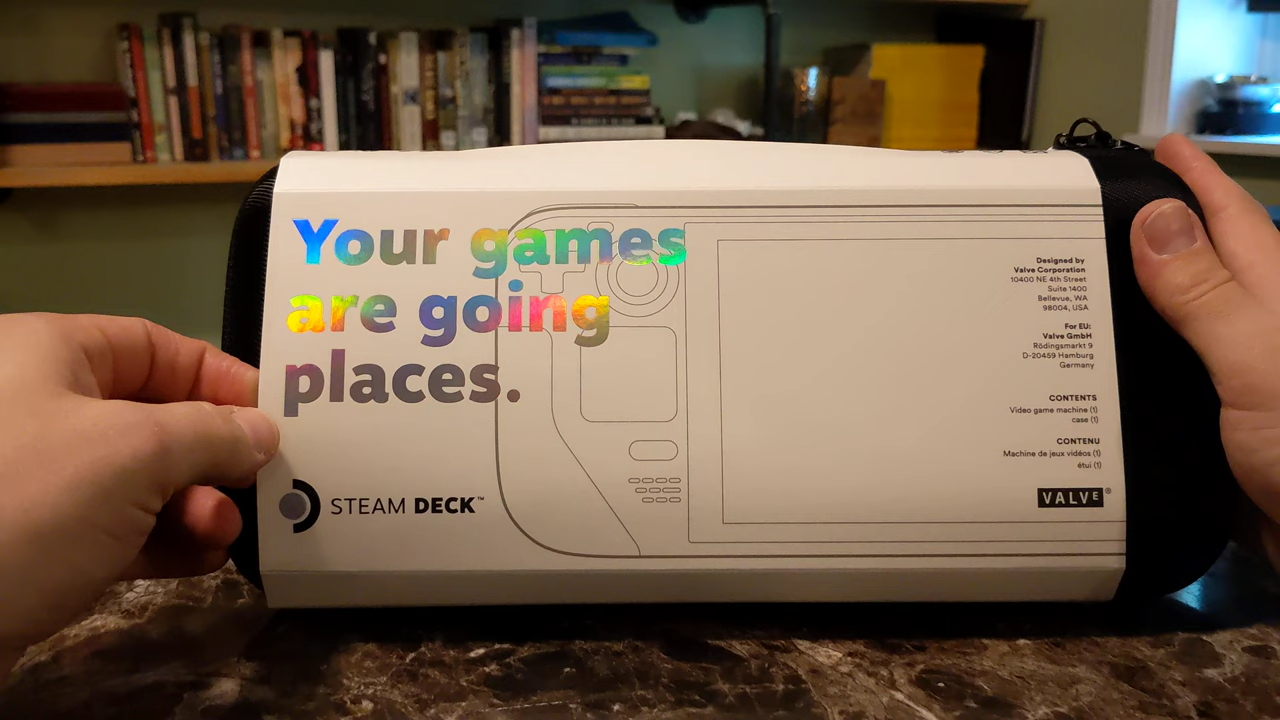 Your games
are going
places.
STEAM DECK™
Designed by
Valve Corporation
10400 NE 4th Street
Suite 1400
Bellevue, WA
98004, USA
For EU:
Valve GmbH
Rödingsmarkt 9
D-20459 Hamburg
Germany
CONTENTS
Video game machine (1)
case (1)
CONTENU
Machine de jeux vidéos (1)
étui (1)
VALVE®